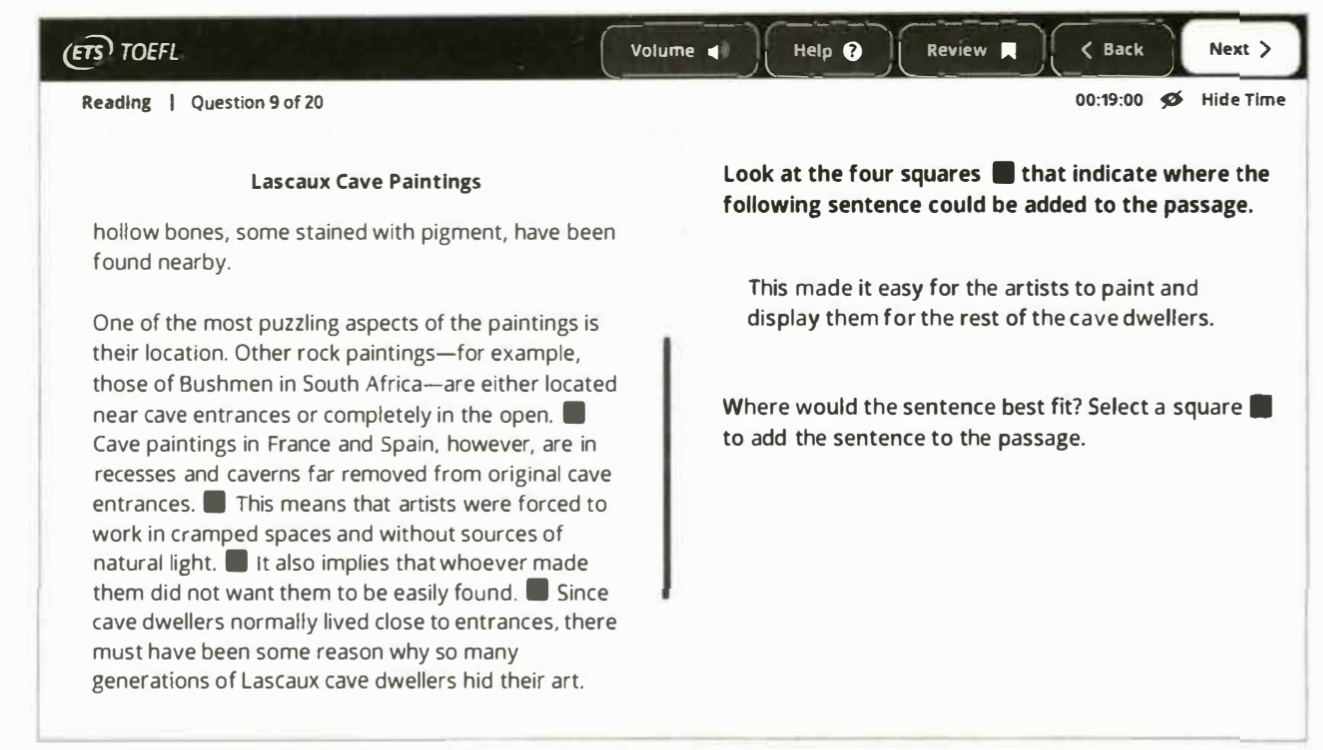 ETS TOEFL
Volume
Help ?
Review
Back
Next
Reading | Question 9 of 20
00:19:00 Hide Time
Lascaux Cave Paintings
hollow bones, some stained with pigment, have been
found nearby.
One of the most puzzling aspects of the paintings is
their location. Other rock paintings—for example,
those of Bushmen in South Africa—are either located
near cave entrances or completely in the open. ■
Cave paintings in France and Spain, however, are in
recesses and caverns far removed from original cave
entrances. ■ This means that artists were forced to
work in cramped spaces and without sources of
natural light. ■ It also implies that whoever made
them did not want them to be easily found. ■ Since
cave dwellers normally lived close to entrances, there
must have been some reason why so many
generations of Lascaux cave dwellers hid their art.
Look at the four squares ■ that indicate where the
following sentence could be added to the passage.
This made it easy for the artists to paint and
display them for the rest of the cave dwellers.
Where would the sentence best fit? Select a square ■
to add the sentence to the passage.